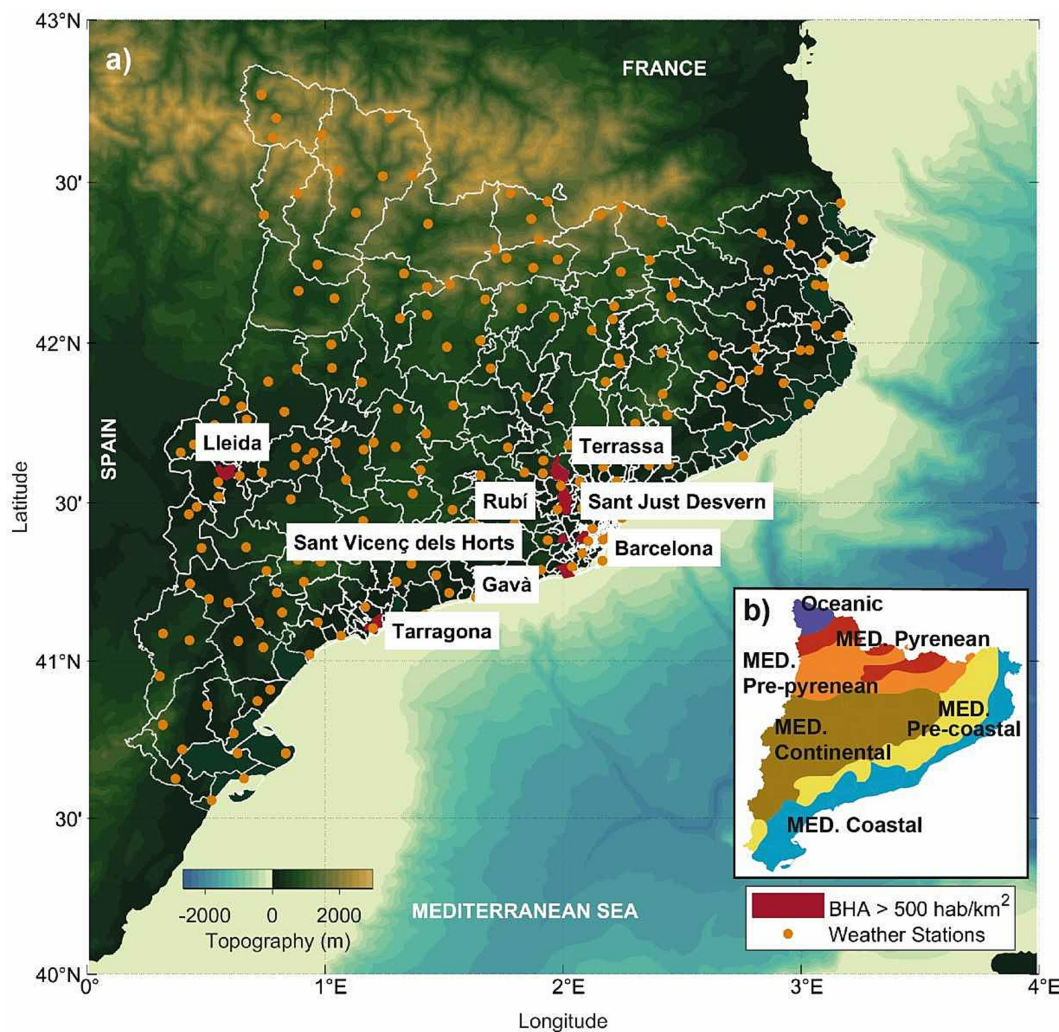 43°N
a)
FRANCE
30'
42°N
SPAIN
Lleida
Terrassa
Latitude
Rubí
Sant Just Desvern
30'
Sant Vicenç dels Horts
Barcelona
Gavà
Tarragona
41°N
b)
Oceanic
MED. Pyrenean
MED.
Pre-pyrenean
MED.
Pre-coastal
MED.
Continental
MED. Coastal
30'
-2000 0 2000
Topography (m)
MEDITERRANEAN SEA
BHA > 500 hab/km²
Weather Stations
40°N
0° 1°E 2°E 3°E 4°E
Longitude